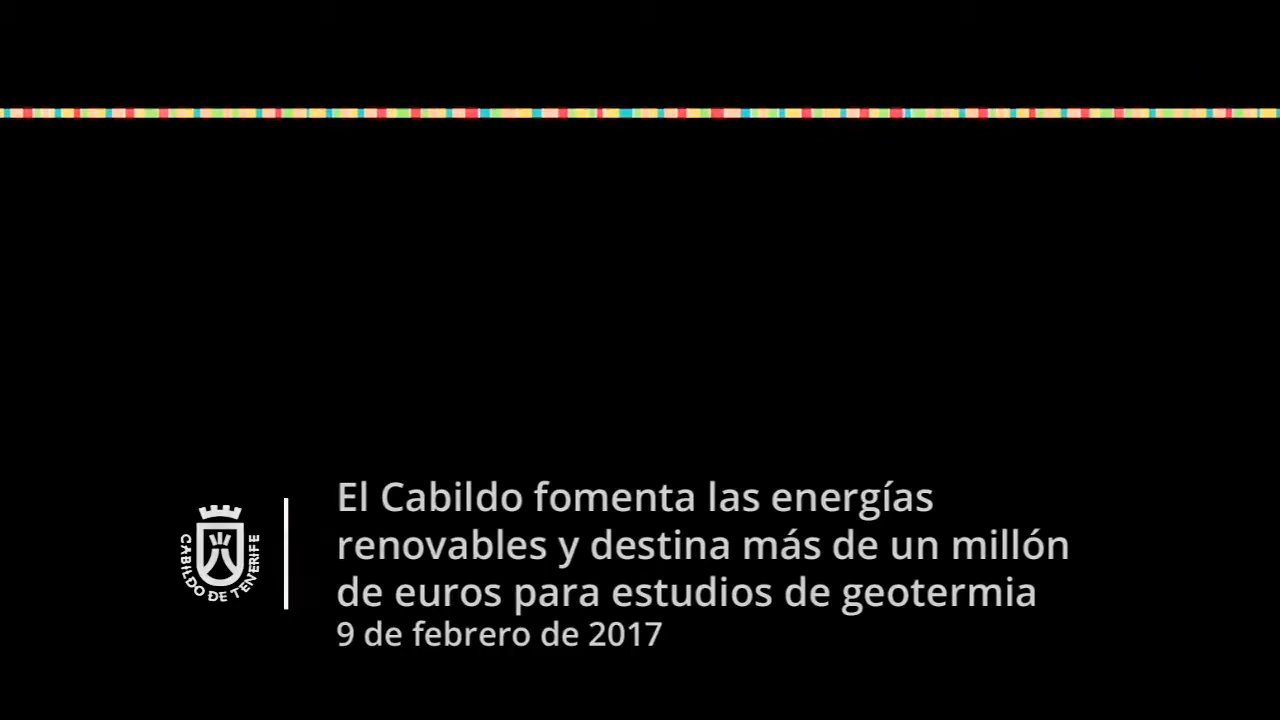 CABILDO DE TENERIFE
El Cabildo fomenta las energías
renovables y destina más de un millón
de euros para estudios de geotermia
9 de febrero de 2017